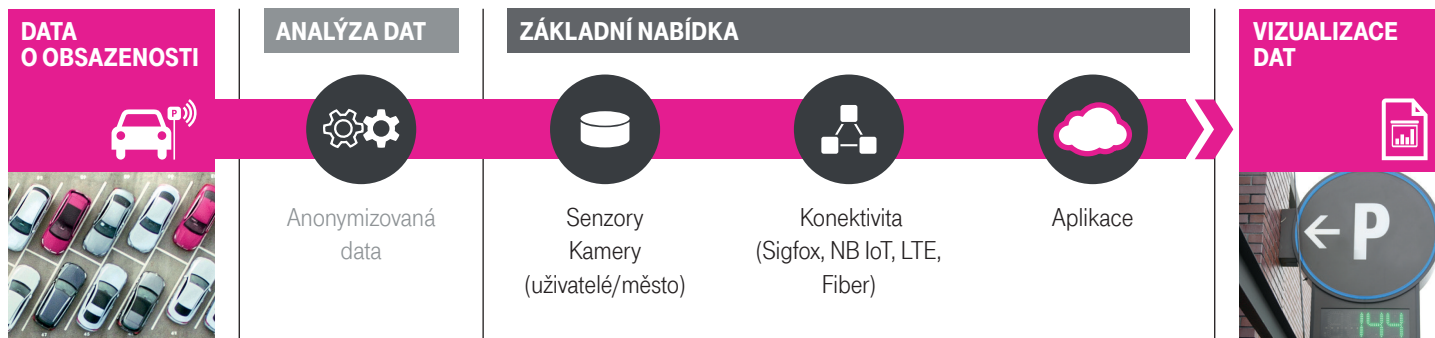 DATA
O OBSAZENOSTI
P
ANALÝZA DAT
Anonymizovaná
data
ZÁKLADNÍ NABÍDKA
Senzory
Kamery
(uživatelé/město)
Konektivita
(Sigfox, NB IoT, LTE,
Fiber)
Aplikace
VIZUALIZACE
DAT
←P
144